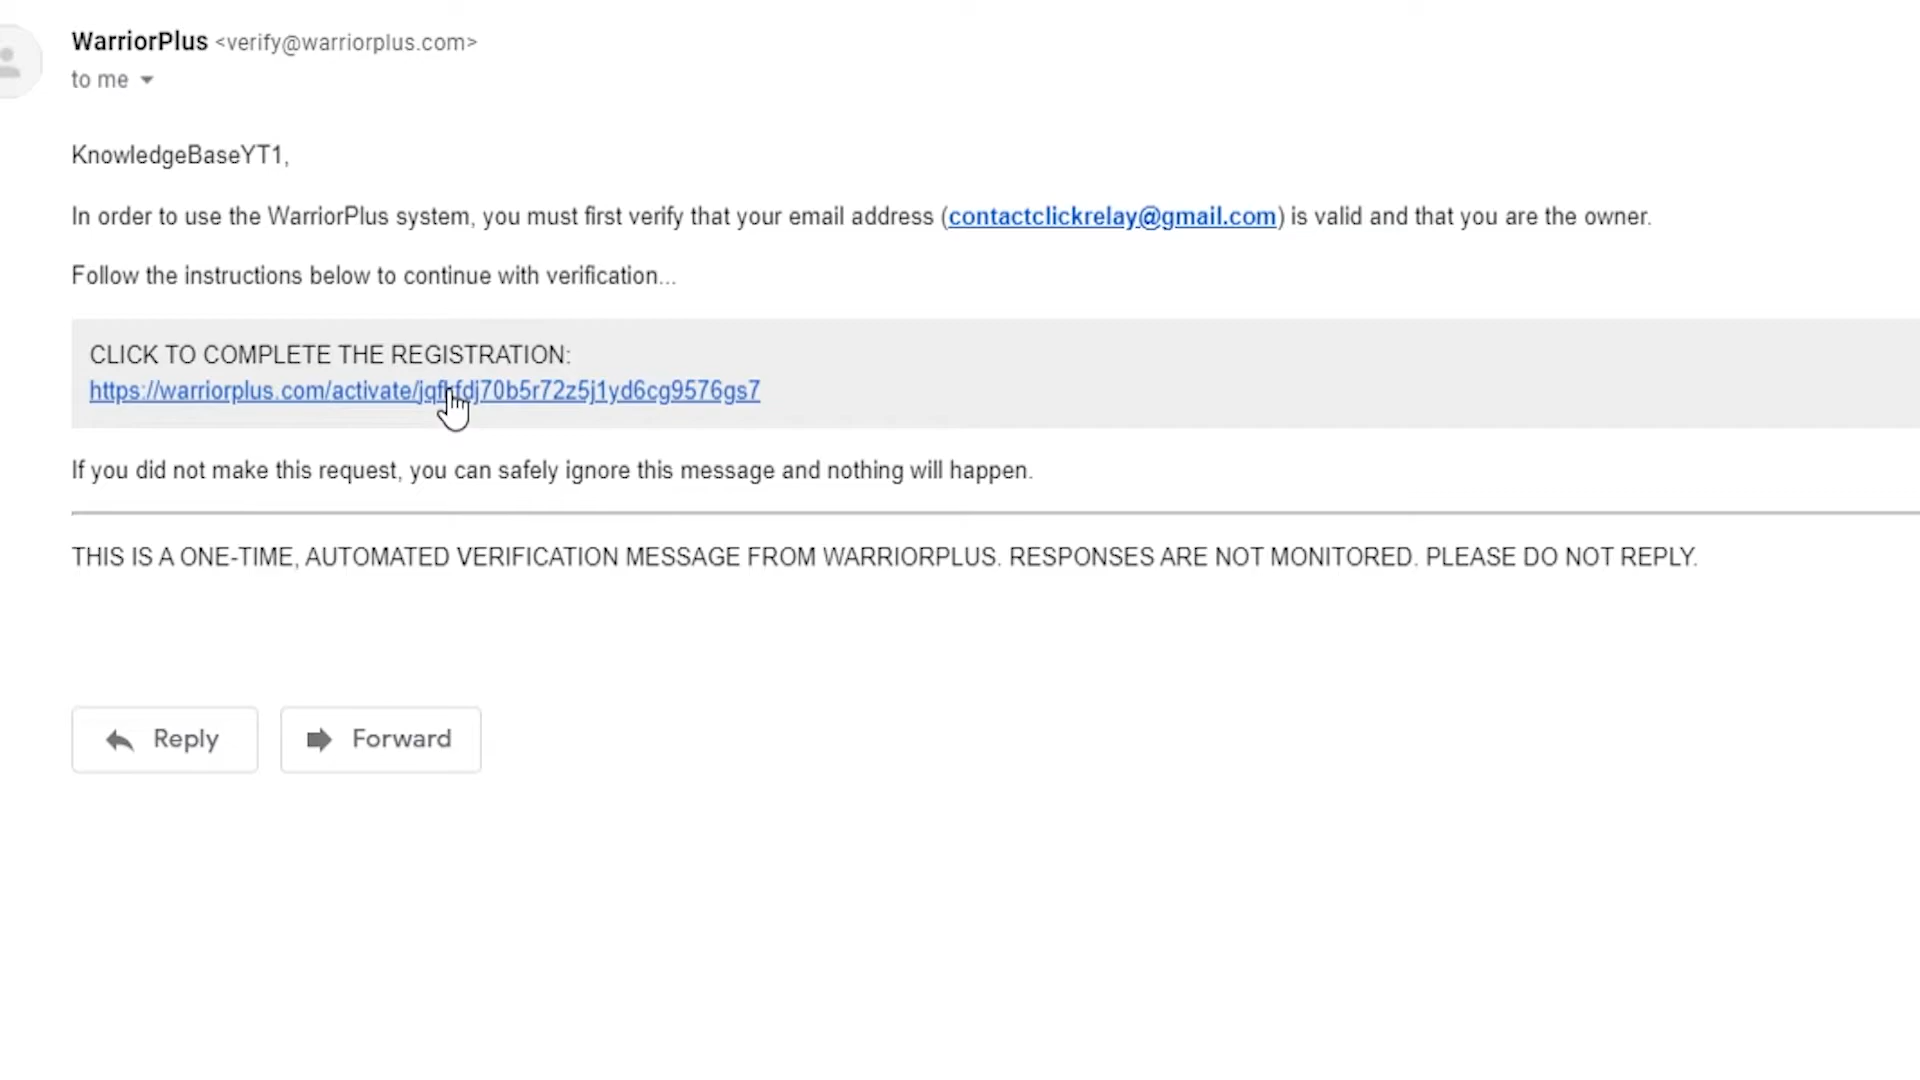 WarriorPlus <verify@warriorplus.com>
to me
KnowledgeBaseYT1,
In order to use the WarriorPlus system, you must first verify that your email address (contactclickrelay@gmail.com) is valid and that you are the owner.
Follow the instructions below to continue with verification...
CLICK TO COMPLETE THE REGISTRATION:
If you did not make this request, you can safely ignore this message and nothing will happen.
THIS IS A ONE-TIME, AUTOMATED VERIFICATION MESSAGE FROM WARRIORPLUS. RESPONSES ARE NOT MONITORED. PLEASE DO NOT REPLY.
Reply Forward